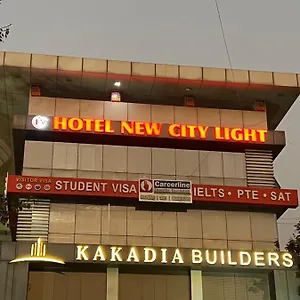 HOTEL NEW CITY LIGHT
VISITOR VISA STUDENT VISA Careerline IELTS • PTE • SAT
KAKADIA BUILDERS